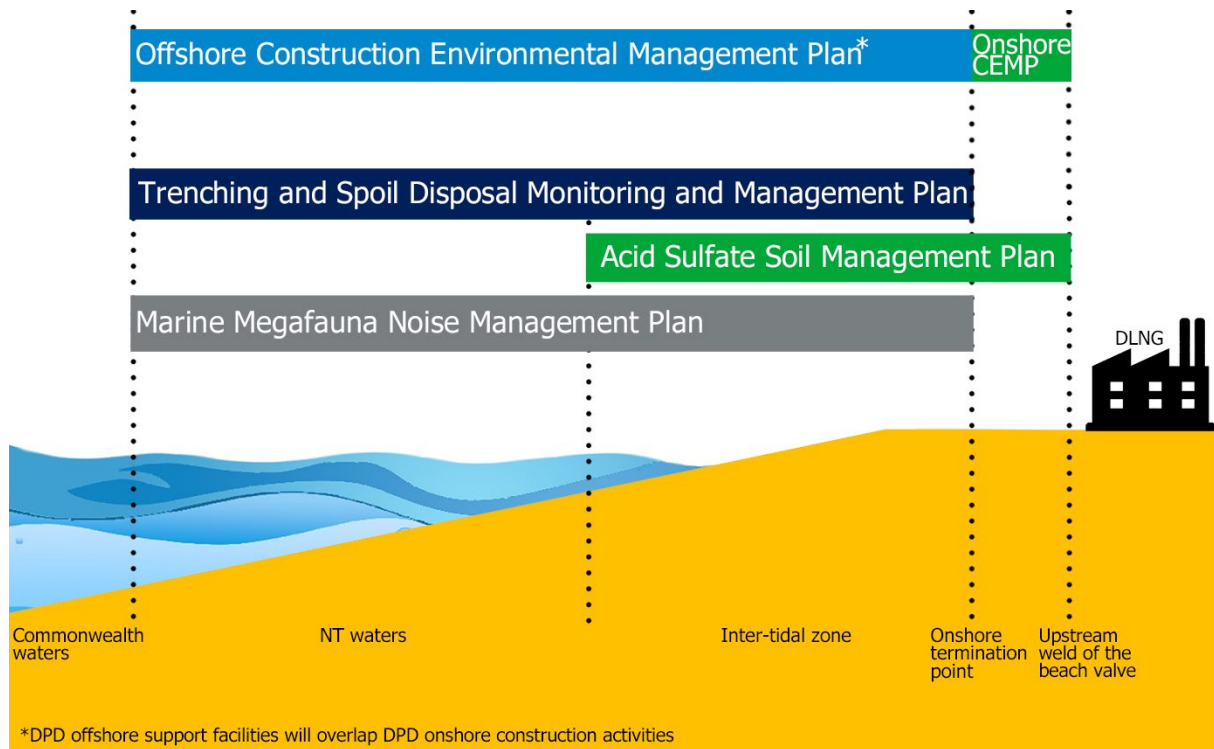 Offshore Construction Environmental Management Plan*
Onshore
CEMP
Trenching and Spoil Disposal Monitoring and Management Plan
Acid Sulfate Soil Management Plan
Marine Megafauna Noise Management Plan
DLNG
Commonwealth
waters
NT waters
Inter-tidal zone
Onshore
termination
point
Upstream
weld of the
beach valve
*DPD offshore support facilities will overlap DPD onshore construction activities